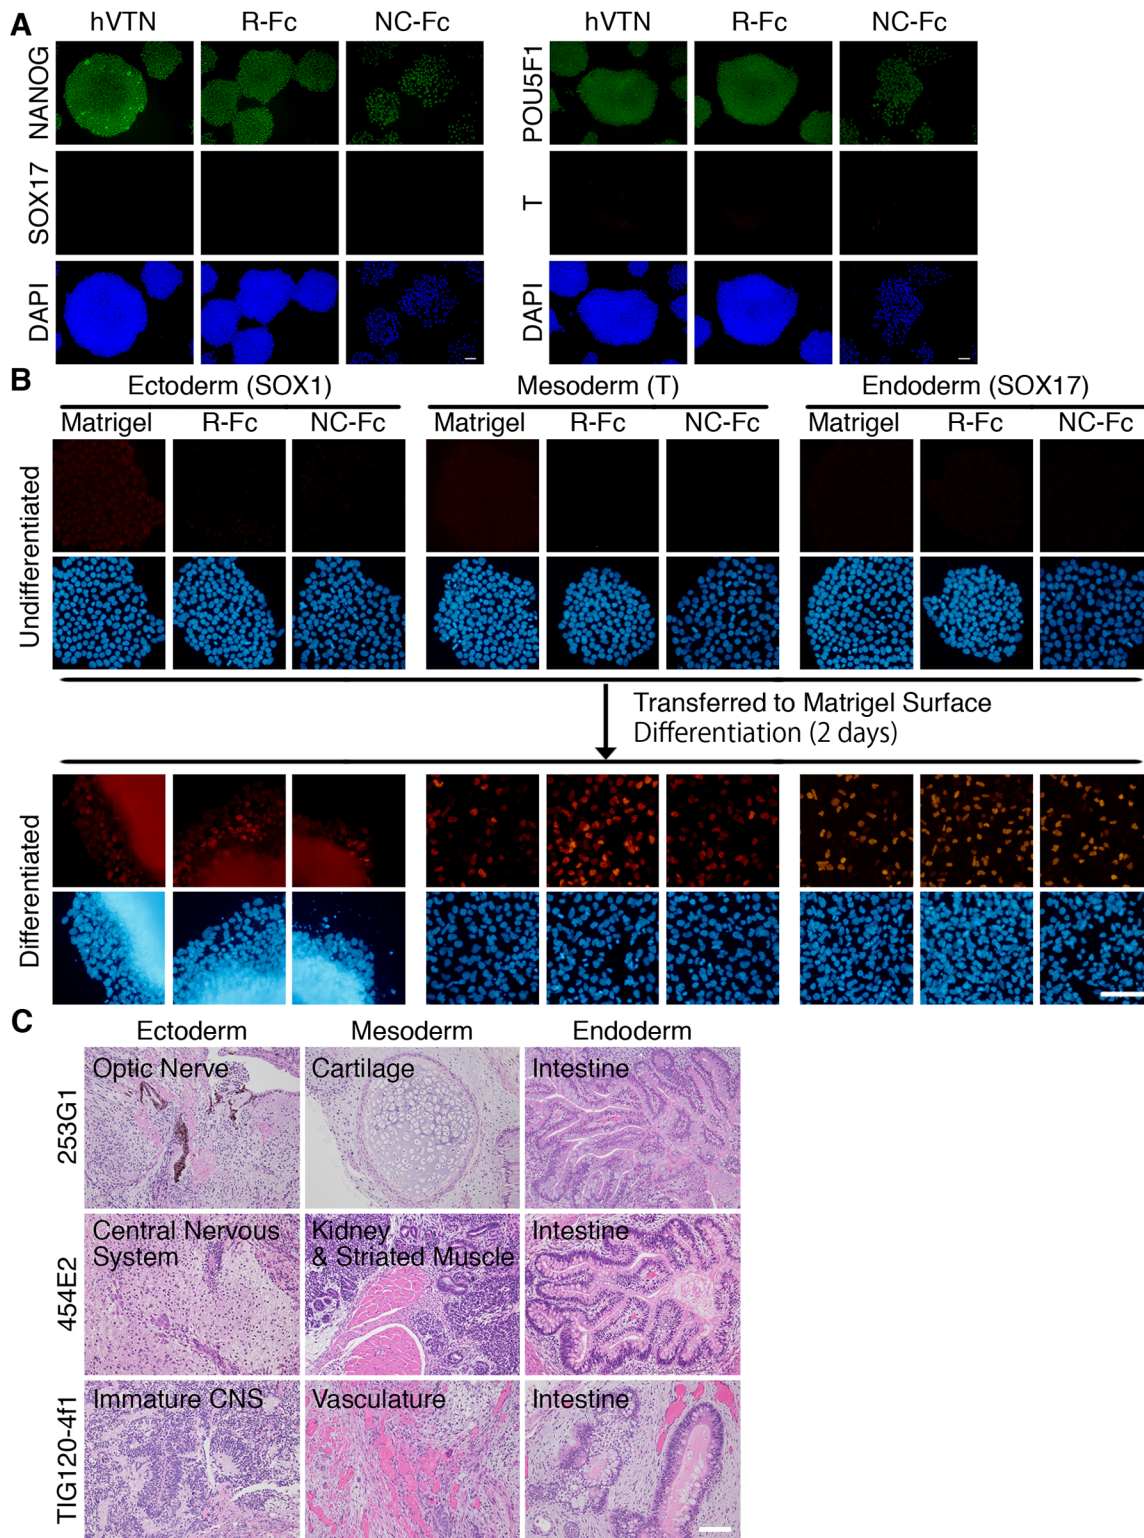 A
hVTN R-Fc NC-Fc
hVTN R-Fc NC-Fc
NANOG
SOX17
DAPI
POU5F1
T
DAPI
B
Ectoderm (SOX1) Mesoderm (T) Endoderm (SOX17)
Matrigel R-Fc NC-Fc Matrigel R-Fc NC-Fc Matrigel R-Fc NC-Fc
Undifferentiated
Transferred to Matrigel Surface
Differentiation (2 days)
Differentiated
C
Ectoderm Mesoderm Endoderm
253G1
Optic Nerve
Cartilage
Intestine
454E2
Central Nervous
System
Kidney
& Striated Muscle
Intestine
TIG120-4f1
Immature CNS
Vasculature
Intestine